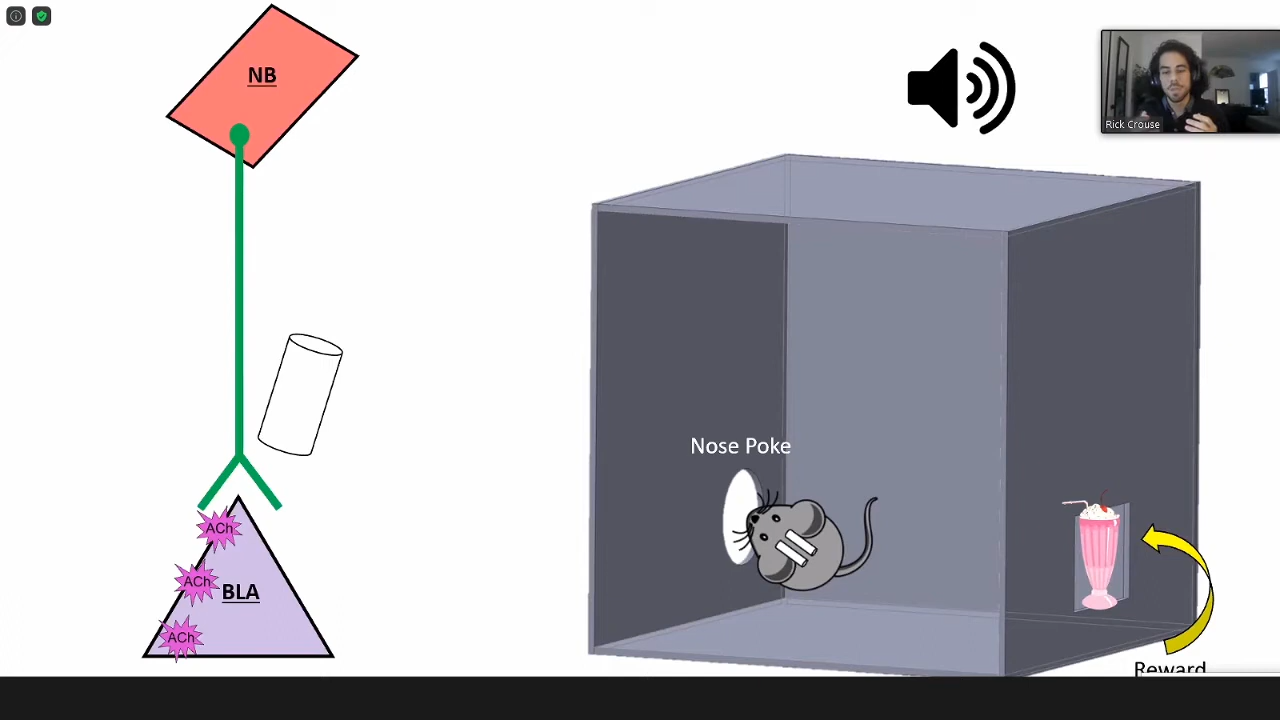 NB
Rick Crouse
Nose Poke
ACh
ACh
BLA
ACh
Reward